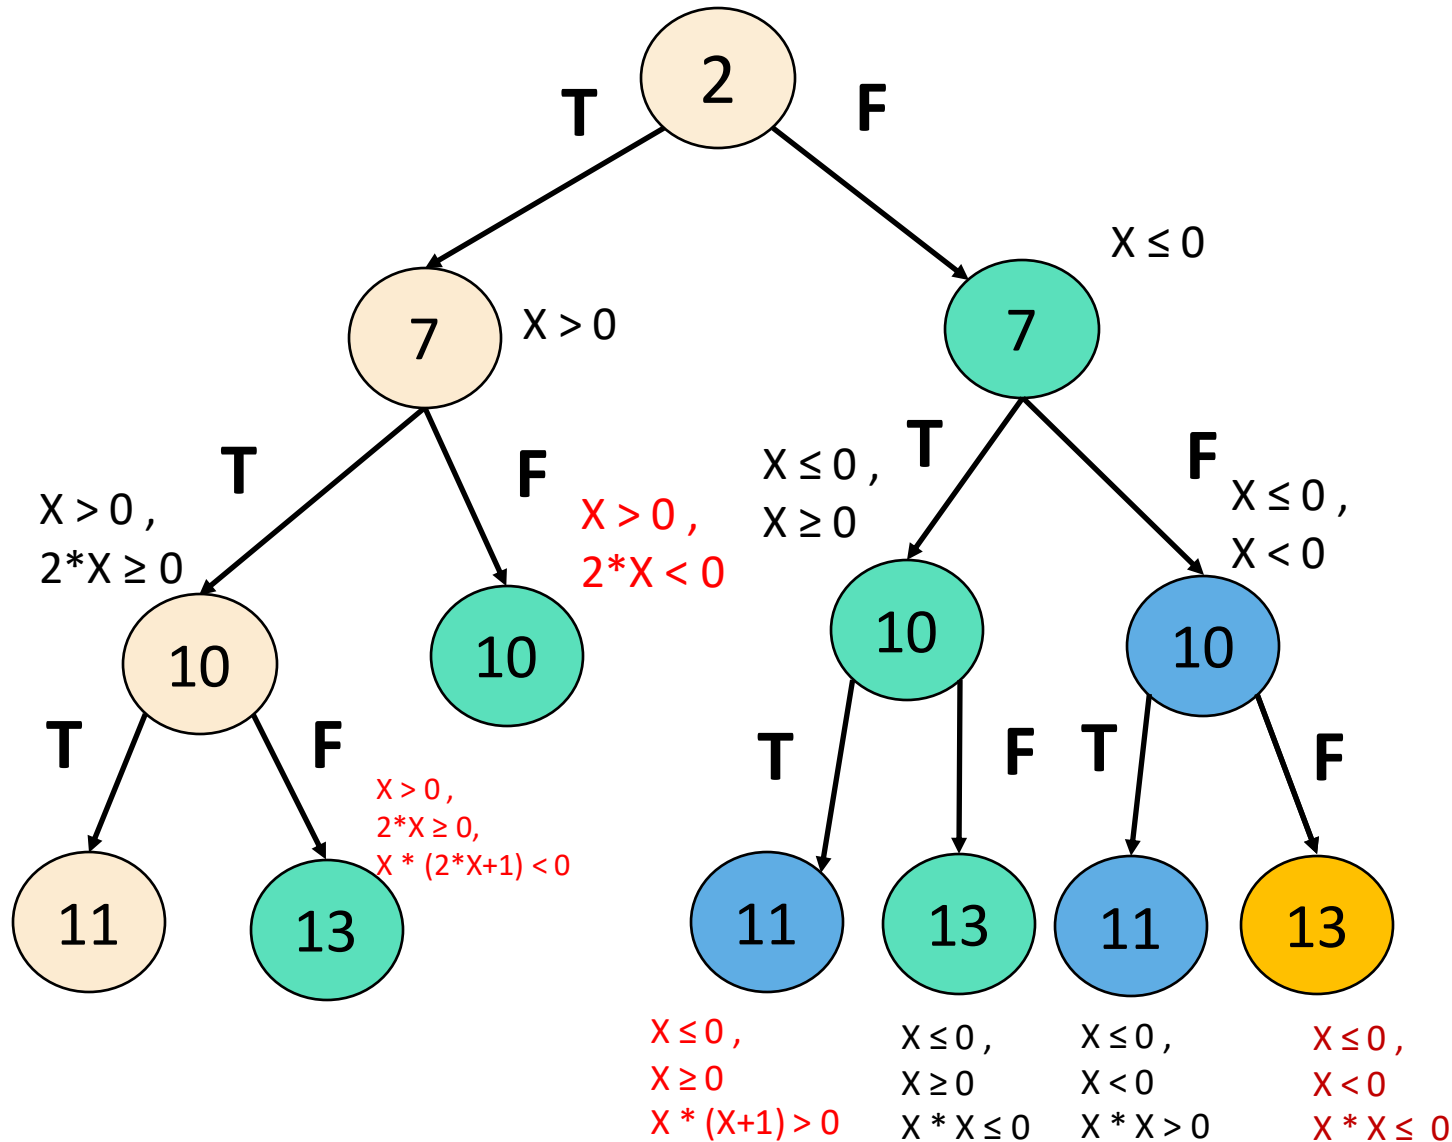 2
T
F
X ≤ 0
7
X > 0
7
T
F
T
F
X > 0 ,
2*X ≥ 0
X > 0 ,
2*X < 0
X ≤ 0 ,
X ≥ 0
X ≤ 0 ,
X < 0
10
10
10
10
T
F
T
F
T
F
X > 0 ,
2*X ≥ 0,
X * (2*X+1) < 0
11
13
11
13
11
13
X ≤ 0 ,
X ≥ 0
X * (X+1) > 0
X ≤ 0 ,
X ≥ 0
X * X ≤ 0
X ≤ 0 ,
X < 0
X * X > 0
X ≤ 0 ,
X < 0
X * X ≤ 0